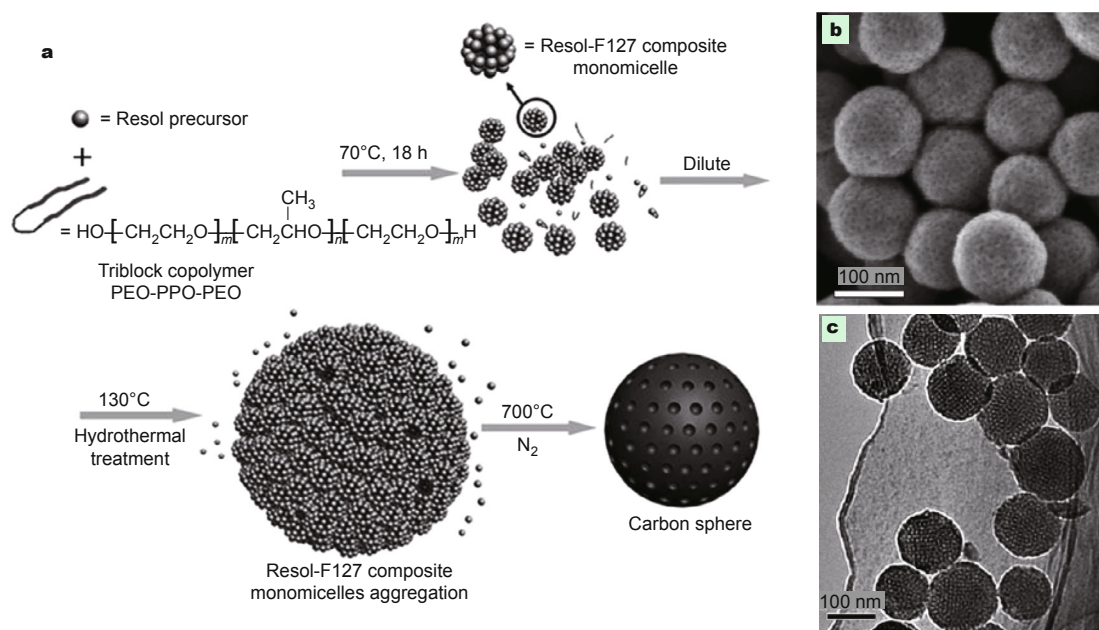 a
= Resol precursor
+
= HO-[-CH2CH2O-]m-[-CH2CHO-]n-[-CH2CH2O-]mH
CH3
Triblock copolymer
PEO-PPO-PEO
70°C, 18 h
= Resol-F127 composite
monomicelle
Dilute
130°C
Hydrothermal
treatment
Resol-F127 composite
monomicelles aggregation
700°C
N2
Carbon sphere
b
100 nm
c
100 nm